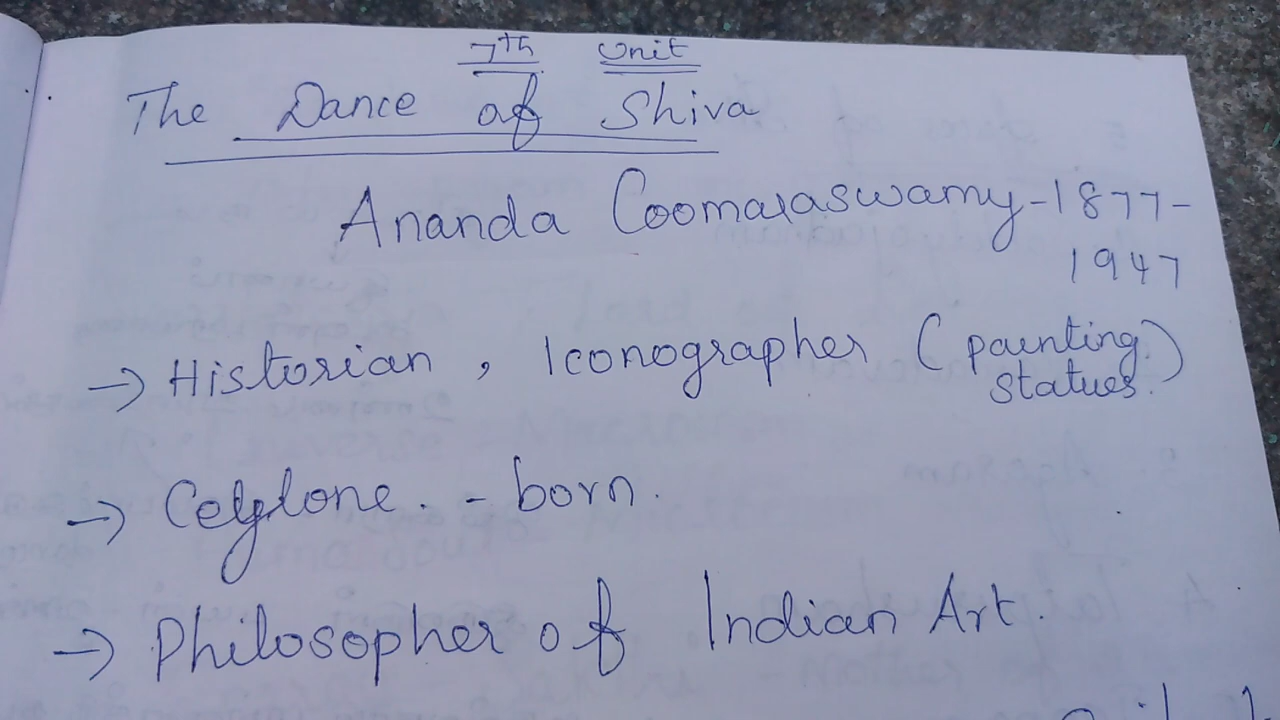 7th Unit
The Dance of Shiva
Ananda Coomaraswamy - 1877 -
1947
→ Historian, Iconographer (painting.)
statues.
→ Ceylone. - born.
→ Philosopher of Indian Art.